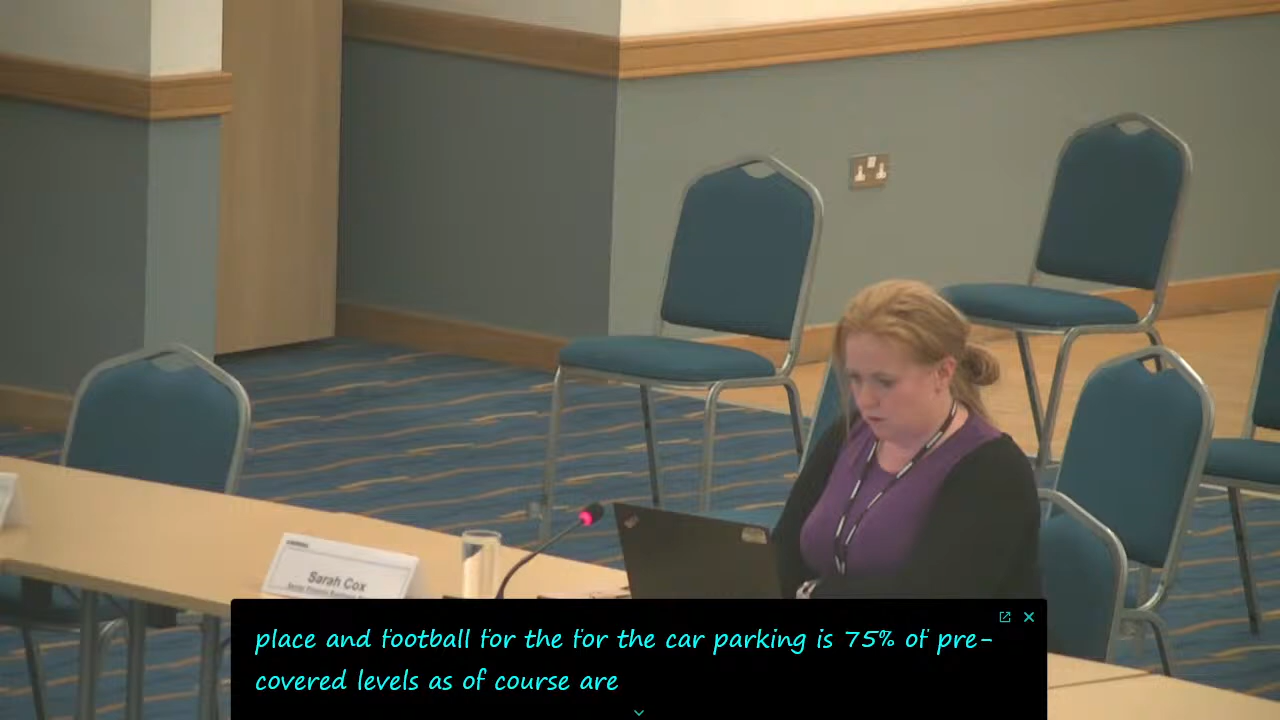 Sarah Cox
place and football for the for the car parking is 75% of pre-
covered levels as of course are